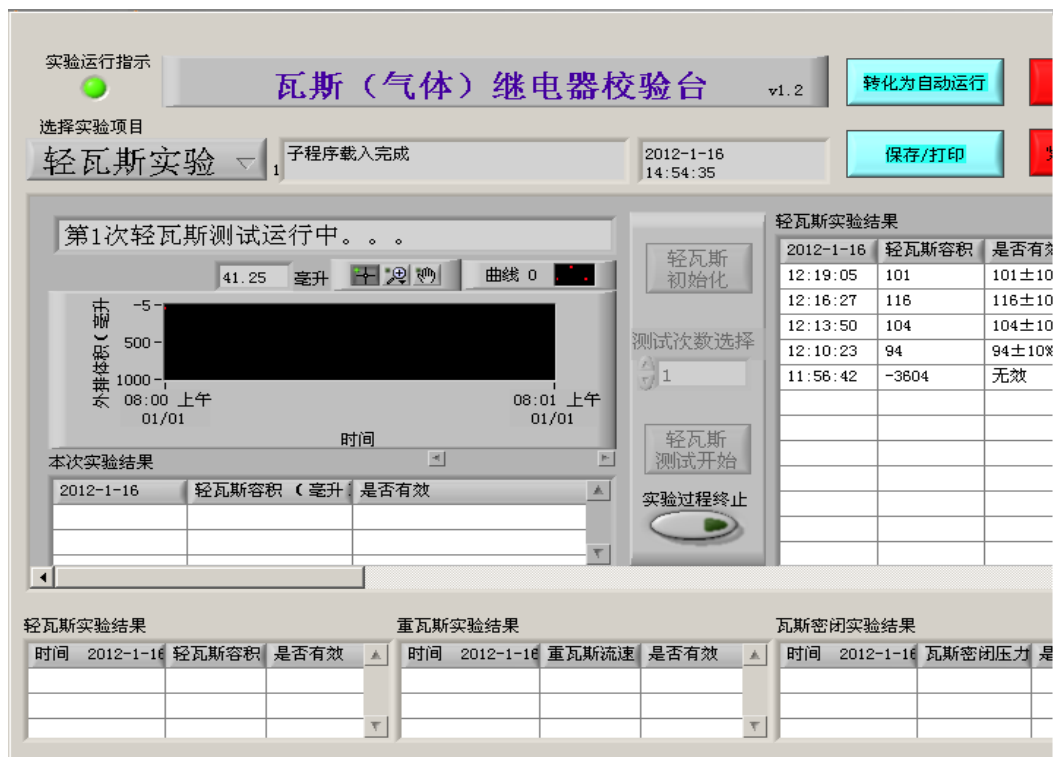 实验运行指示
瓦斯（气体）继电器校验台 v1.2
转化为自动运行
选择实验项目
轻瓦斯实验
1
子程序载入完成
2012-1-16
14:54:35
保存/打印
第1次轻瓦斯测试运行中。。。
41.25 毫升
曲线 0
外排体积(毫升
-5
500
1000
08:00 上午
01/01
08:01 上午
01/01
时间
本次实验结果
2012-1-16 轻瓦斯容积 (毫升 是否有效
轻瓦斯
初始化
测试次数选择
1
轻瓦斯
测试开始
实验过程终止
轻瓦斯实验结果
2012-1-16 轻瓦斯容积 是否有效
12:19:05 101 101±10
12:16:27 116 116±10
12:13:50 104 104±10
12:10:23 94 94±10%
11:56:42 -3604 无效
轻瓦斯实验结果
时间 2012-1-16 轻瓦斯容积 是否有效
重瓦斯实验结果
时间 2012-1-16 重瓦斯流速 是否有效
瓦斯密闭实验结果
时间 2012-1-16 瓦斯密闭压力 是